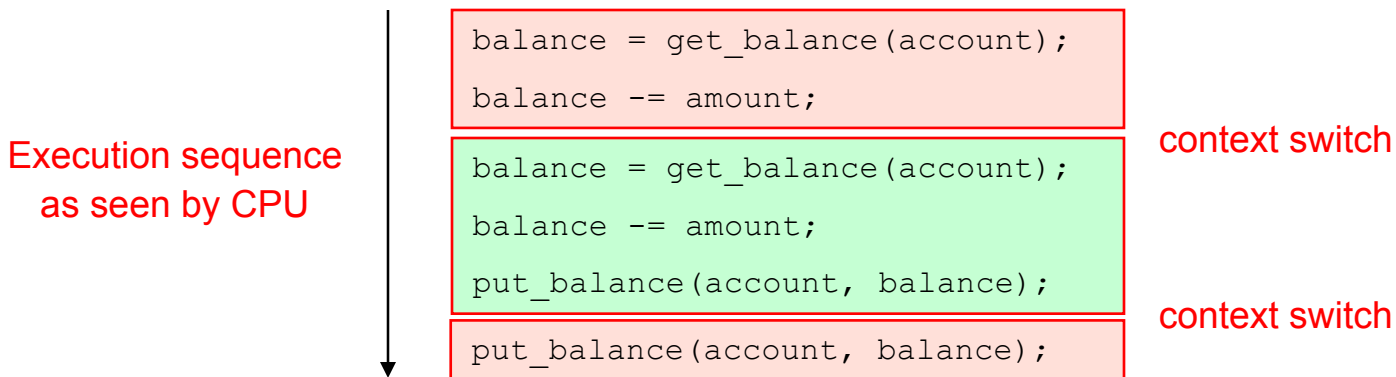 balance = get_balance(account);
balance -= amount;
context switch
Execution sequence
as seen by CPU
balance = get_balance(account);
balance -= amount;
put_balance(account, balance);
context switch
put_balance(account, balance);